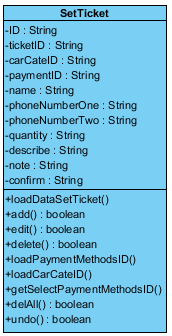 SetTicket
-ID : String
-ticketID : String
-carCateID : String
-paymentID : String
-name : String
-phoneNumberOne : String
-phoneNumberTwo : String
-quantity : String
-describe : String
-note : String
-confirm : String
+loadDataSetTicket()
+add() : boolean
+edit() : boolean
+delete() : boolean
+loadPaymentMethodsID()
+loadCarCateID()
+getSelectPaymentMethodsID()
+delAll() : boolean
+undo() : boolean